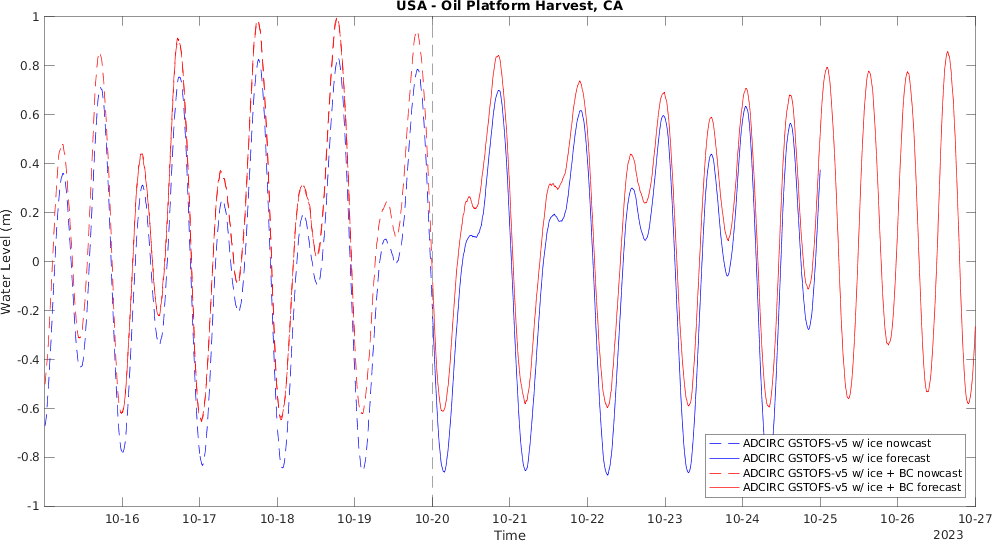 USA - Oil Platform Harvest, CA
1
0.8
0.6
0.4
0.2
0
-0.2
-0.4
-0.6
-0.8
-1
Water Level (m)
ADCIRC GSTOFS-v5 w/ ice nowcast
ADCIRC GSTOFS-v5 w/ ice forecast
ADCIRC GSTOFS-v5 w/ ice + BC nowcast
ADCIRC GSTOFS-v5 w/ ice + BC forecast
10-16 10-17 10-18 10-19 10-20 10-21 10-22 10-23 10-24 10-25 10-26 10-27
Time
2023